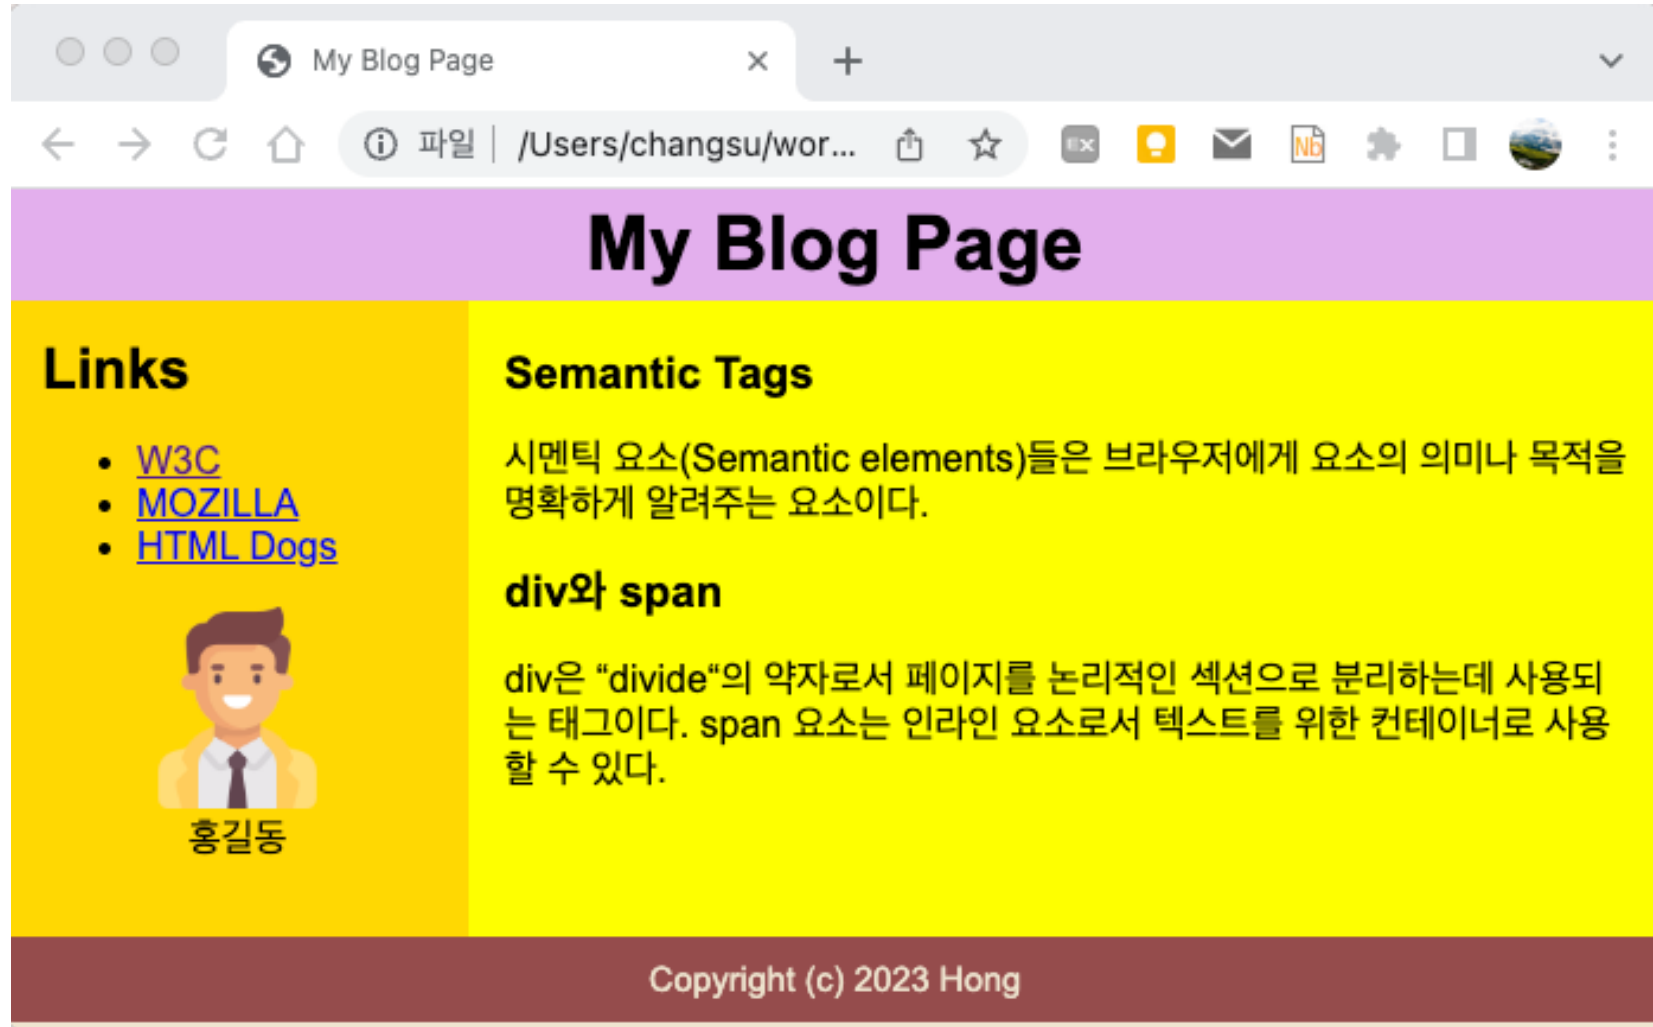 My Blog Page
파일 | /Users/changsu/wor...
EX
Nb
My Blog Page
Links
W3C
MOZILLA
HTML Dogs
홍길동
Semantic Tags
시멘틱 요소(Semantic elements)들은 브라우저에게 요소의 의미나 목적을
명확하게 알려주는 요소이다.
div와 span
div은 “divide“의 약자로서 페이지를 논리적인 섹션으로 분리하는데 사용되
는 태그이다. span 요소는 인라인 요소로서 텍스트를 위한 컨테이너로 사용
할 수 있다.
Copyright (c) 2023 Hong